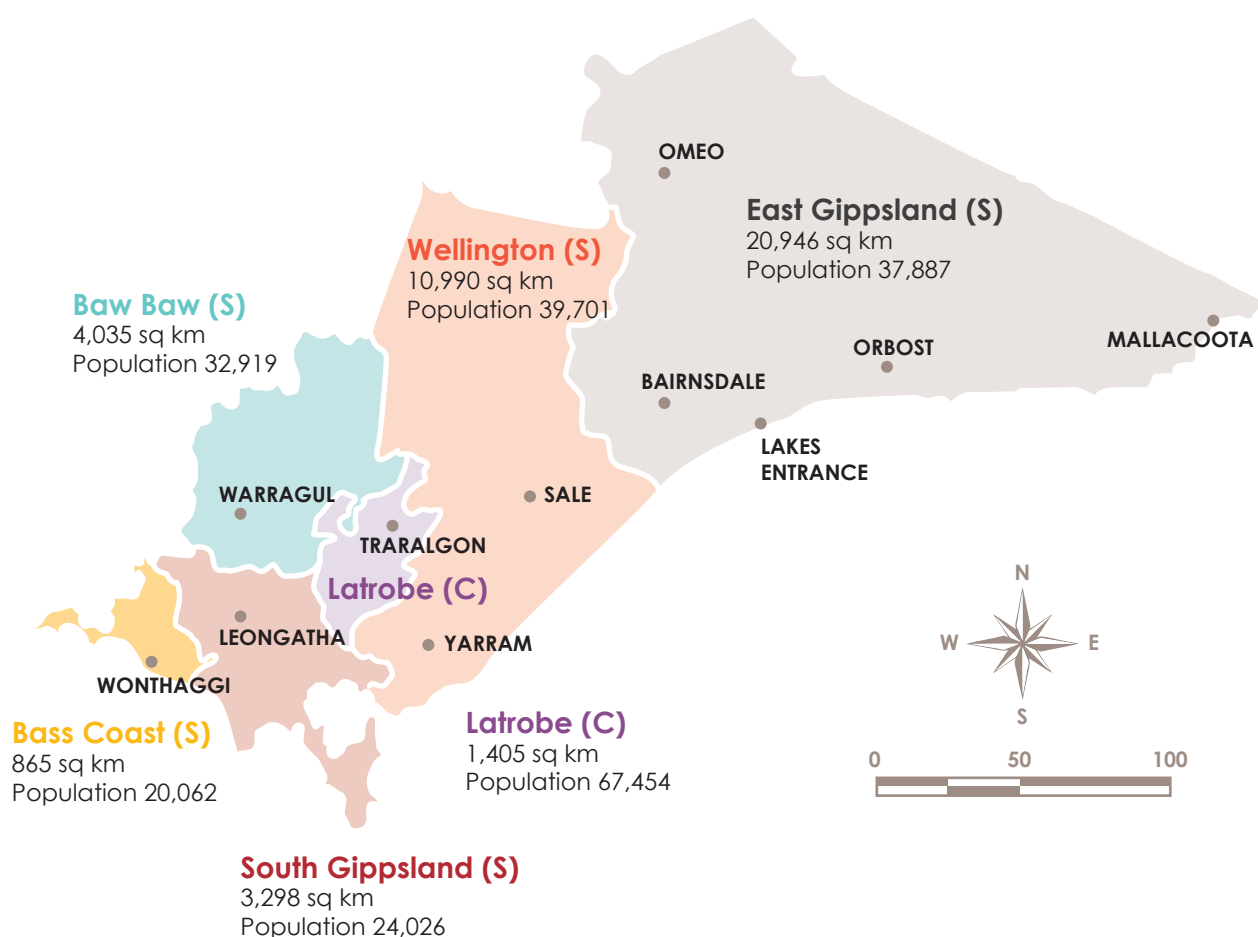 OMEO
East Gippsland (S)
20,946 sq km
Population 37,887
Wellington (S)
10,990 sq km
Population 39,701
Baw Baw (S)
4,035 sq km
Population 32,919
MALLACOOTA
ORBOST
BAIRNSDALE
LAKES
ENTRANCE
WARRAGUL
SALE
TRARALGON
Latrobe (C)
LEONGATHA
YARRAM
WONTHAGGI
N
W
E
S
Bass Coast (S)
865 sq km
Population 20,062
Latrobe (C)
1,405 sq km
Population 67,454
0 50 100
South Gippsland (S)
3,298 sq km
Population 24,026